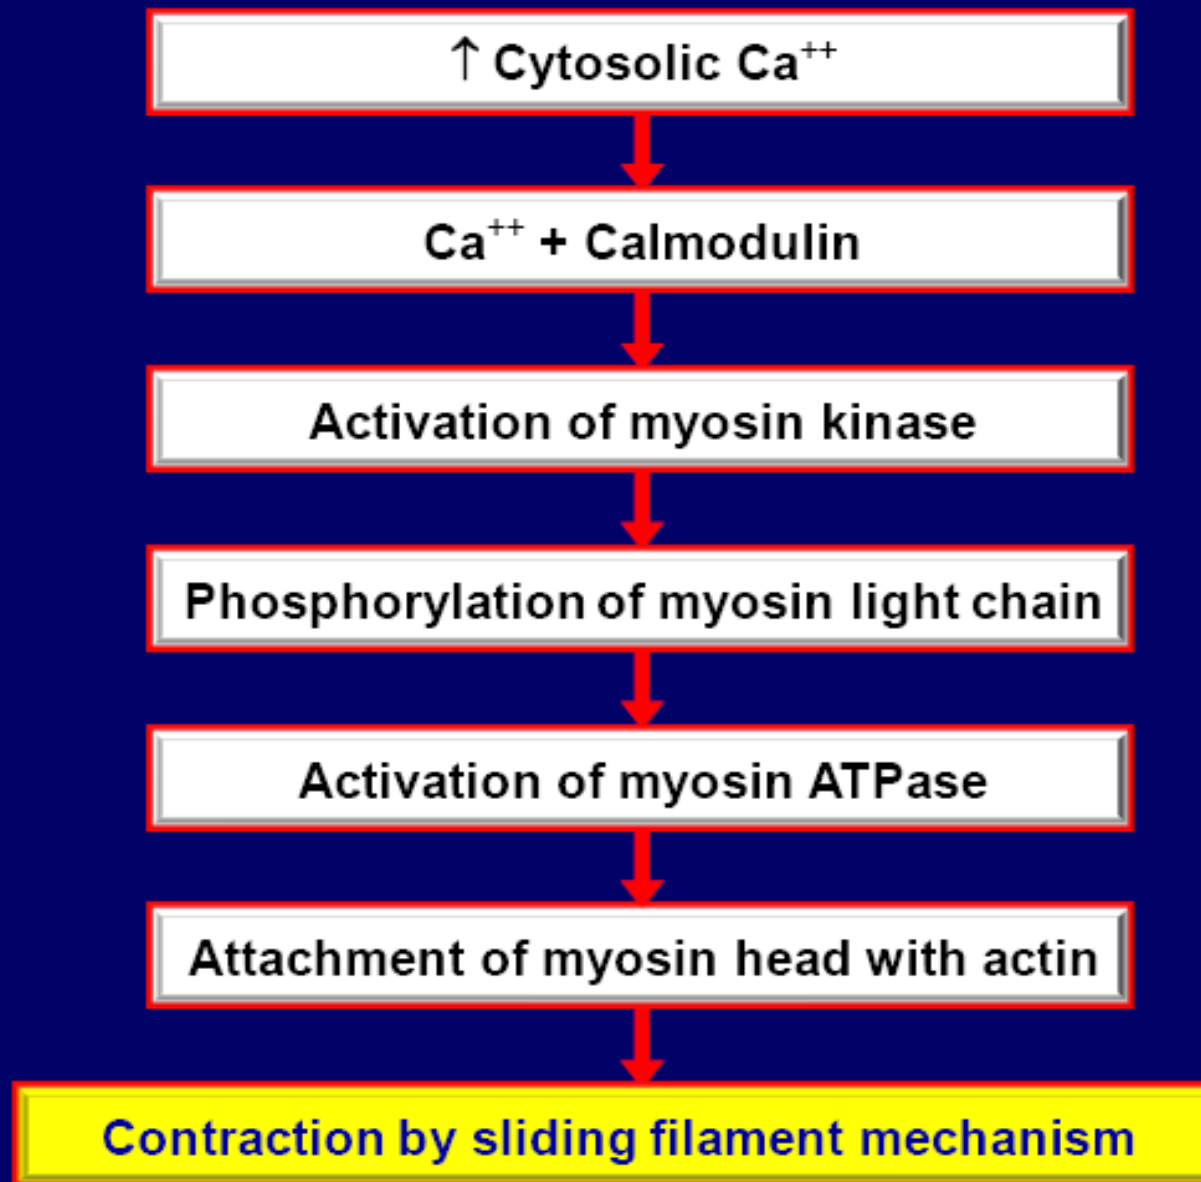 ↑ Cytosolic Ca⁺⁺
Ca⁺⁺ + Calmodulin
Activation of myosin kinase
Phosphorylation of myosin light chain
Activation of myosin ATPase
Attachment of myosin head with actin
Contraction by sliding filament mechanism